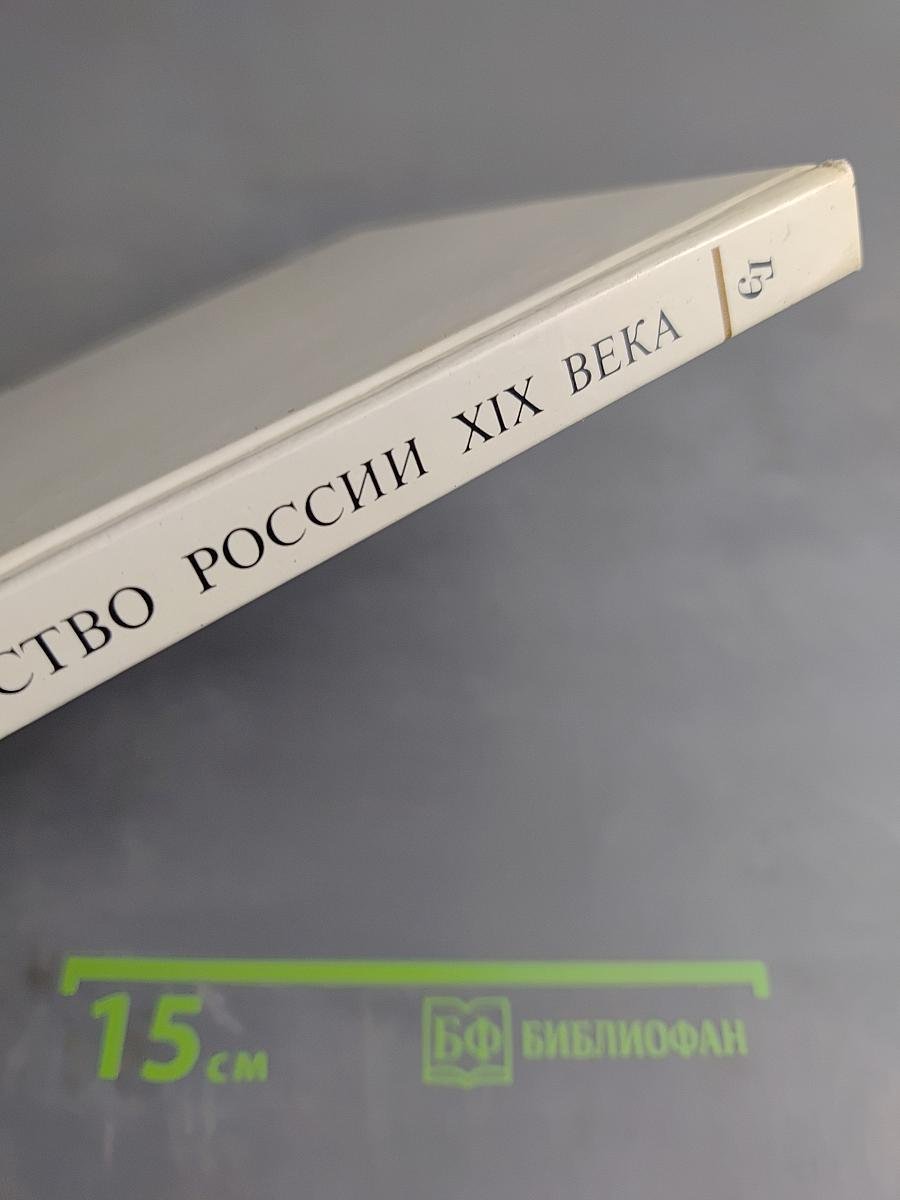 СТВО РОССИИ XIX ВЕКА
15 см
БФ БИБЛИОФАН